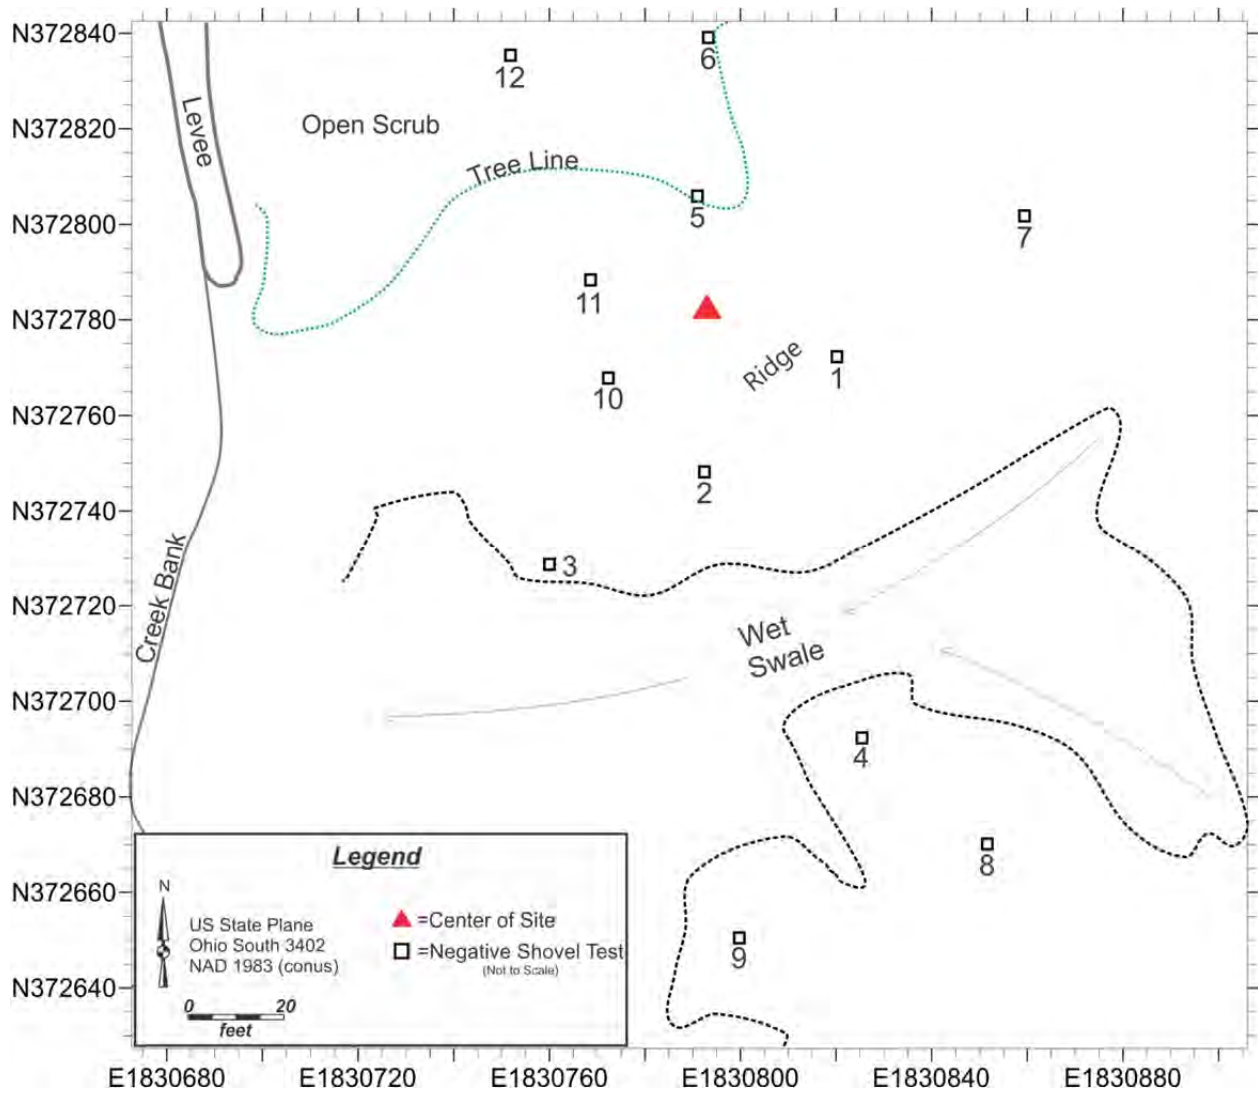 N372840
6
12
Levee
Open Scrub
N372820
Tree Line
5
N372800
7
11
N372780
Ridge
1
10
N372760
2
N372740
3
Creek Bank
N372720
Wet
Swale
N372700
4
N372680
8
N372660
9
N372640
Legend
N
US State Plane
Ohio South 3402
NAD 1983 (conus)
=Center of Site
=Negative Shovel Test
(Not to Scale)
0 20
feet
E1830680 E1830720 E1830760 E1830800 E1830840 E1830880